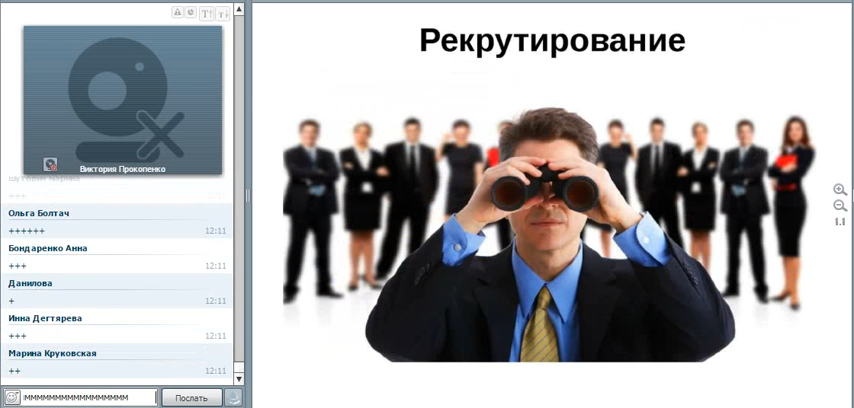 Виктория Прокопенко
+++
Ольга Болтач
++++++ 12:11
Бондаренко Анна
+++ 12:11
Данилова
+ 12:11
Инна Дегтярева
+++ 12:11
Марина Круковская
++ 12:11
Послать
Рекрутирование
1:1